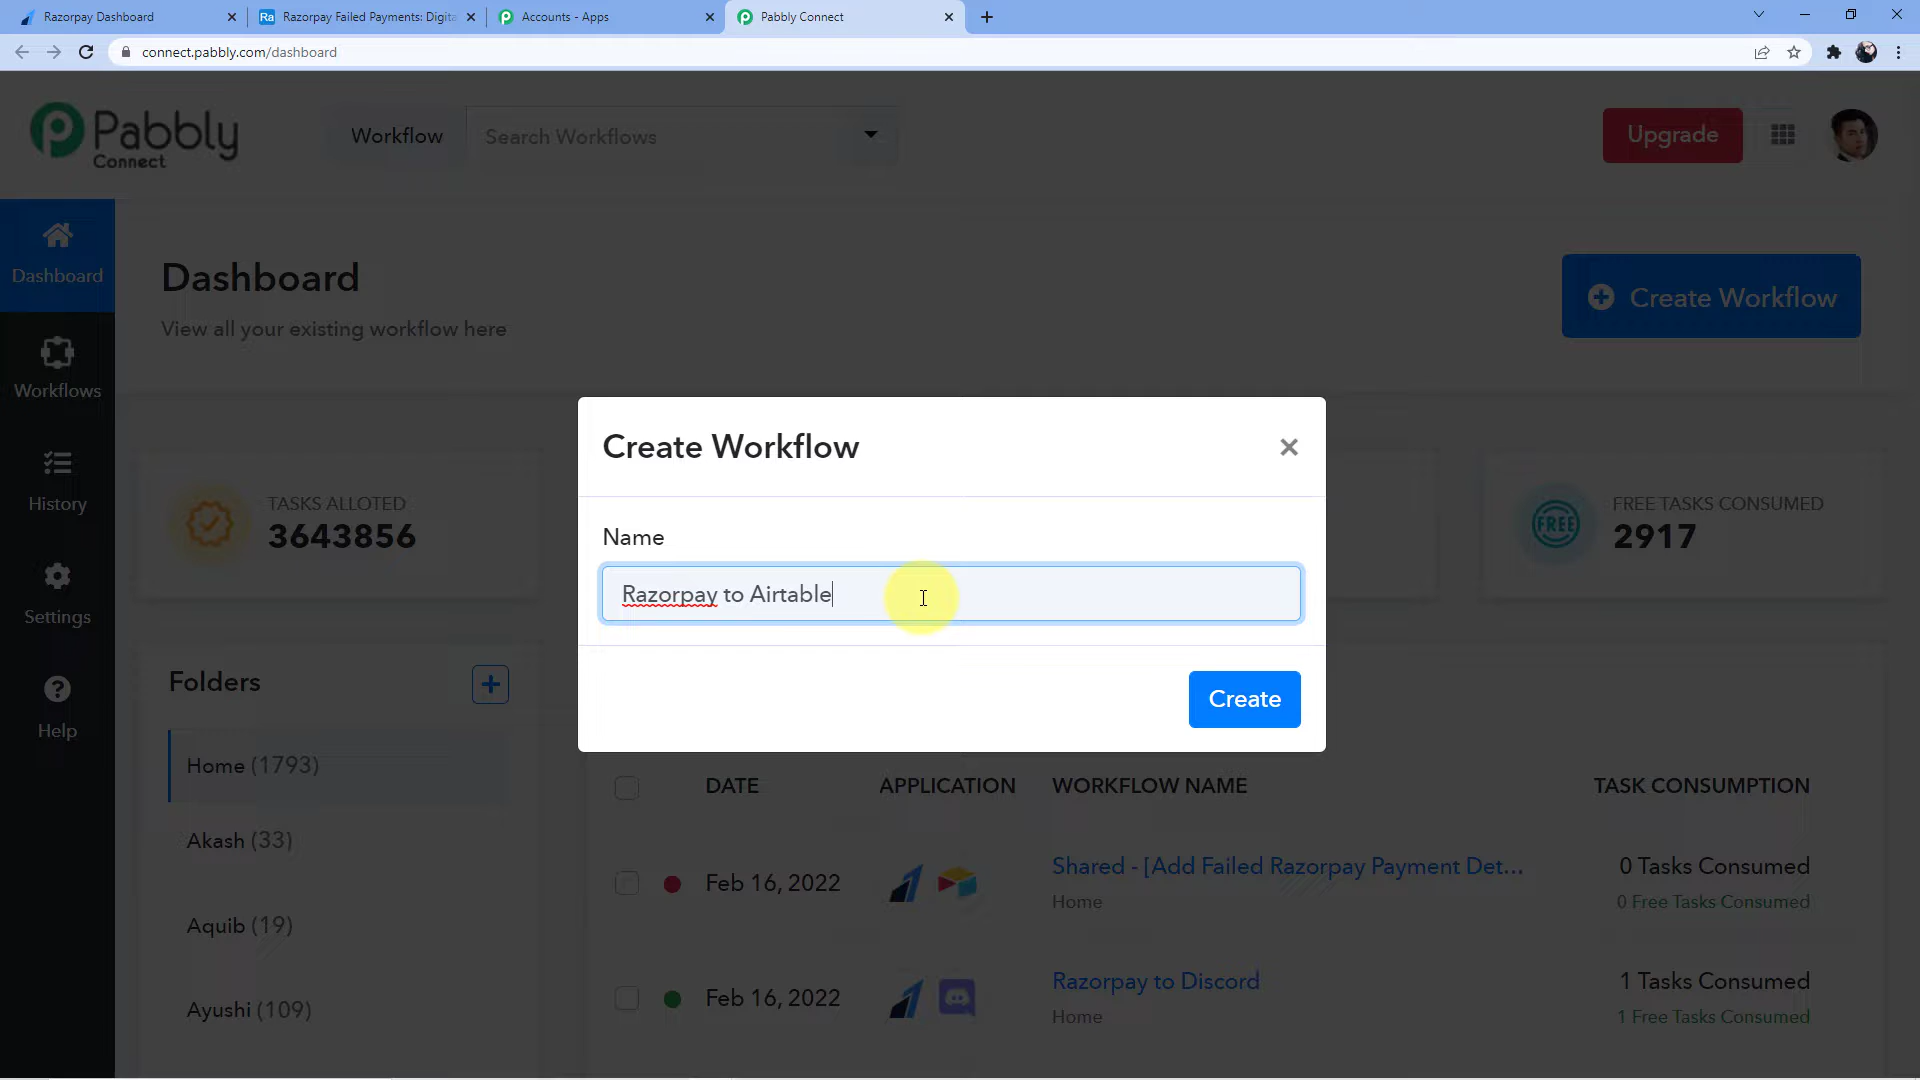 Razorpay Dashboard
Razorpay Failed Payments: Digita
Accounts - Apps
Pabbly Connect
connect.pabbly.com/dashboard
Pabbly
Connect
Workflow
Search Workflows
Upgrade
Dashboard
Workflows
History
Settings
Help
Dashboard
View all your existing workflow here
Create Workflow
TASKS ALLOTED
3643856
FREE
FREE TASKS CONSUMED
2917
Create Workflow
Name
Razorpay to Airtable
Create
Folders
Home (1793)
Akash (33)
Aquib (19)
Ayushi (109)
DATE APPLICATION WORKFLOW NAME TASK CONSUMPTION
Feb 16, 2022 Shared - [Add Failed Razorpay Payment Det... 0 Tasks Consumed
Home 0 Free Tasks Consumed
Feb 16, 2022 Razorpay to Discord 1 Tasks Consumed
Home 1 Free Tasks Consumed